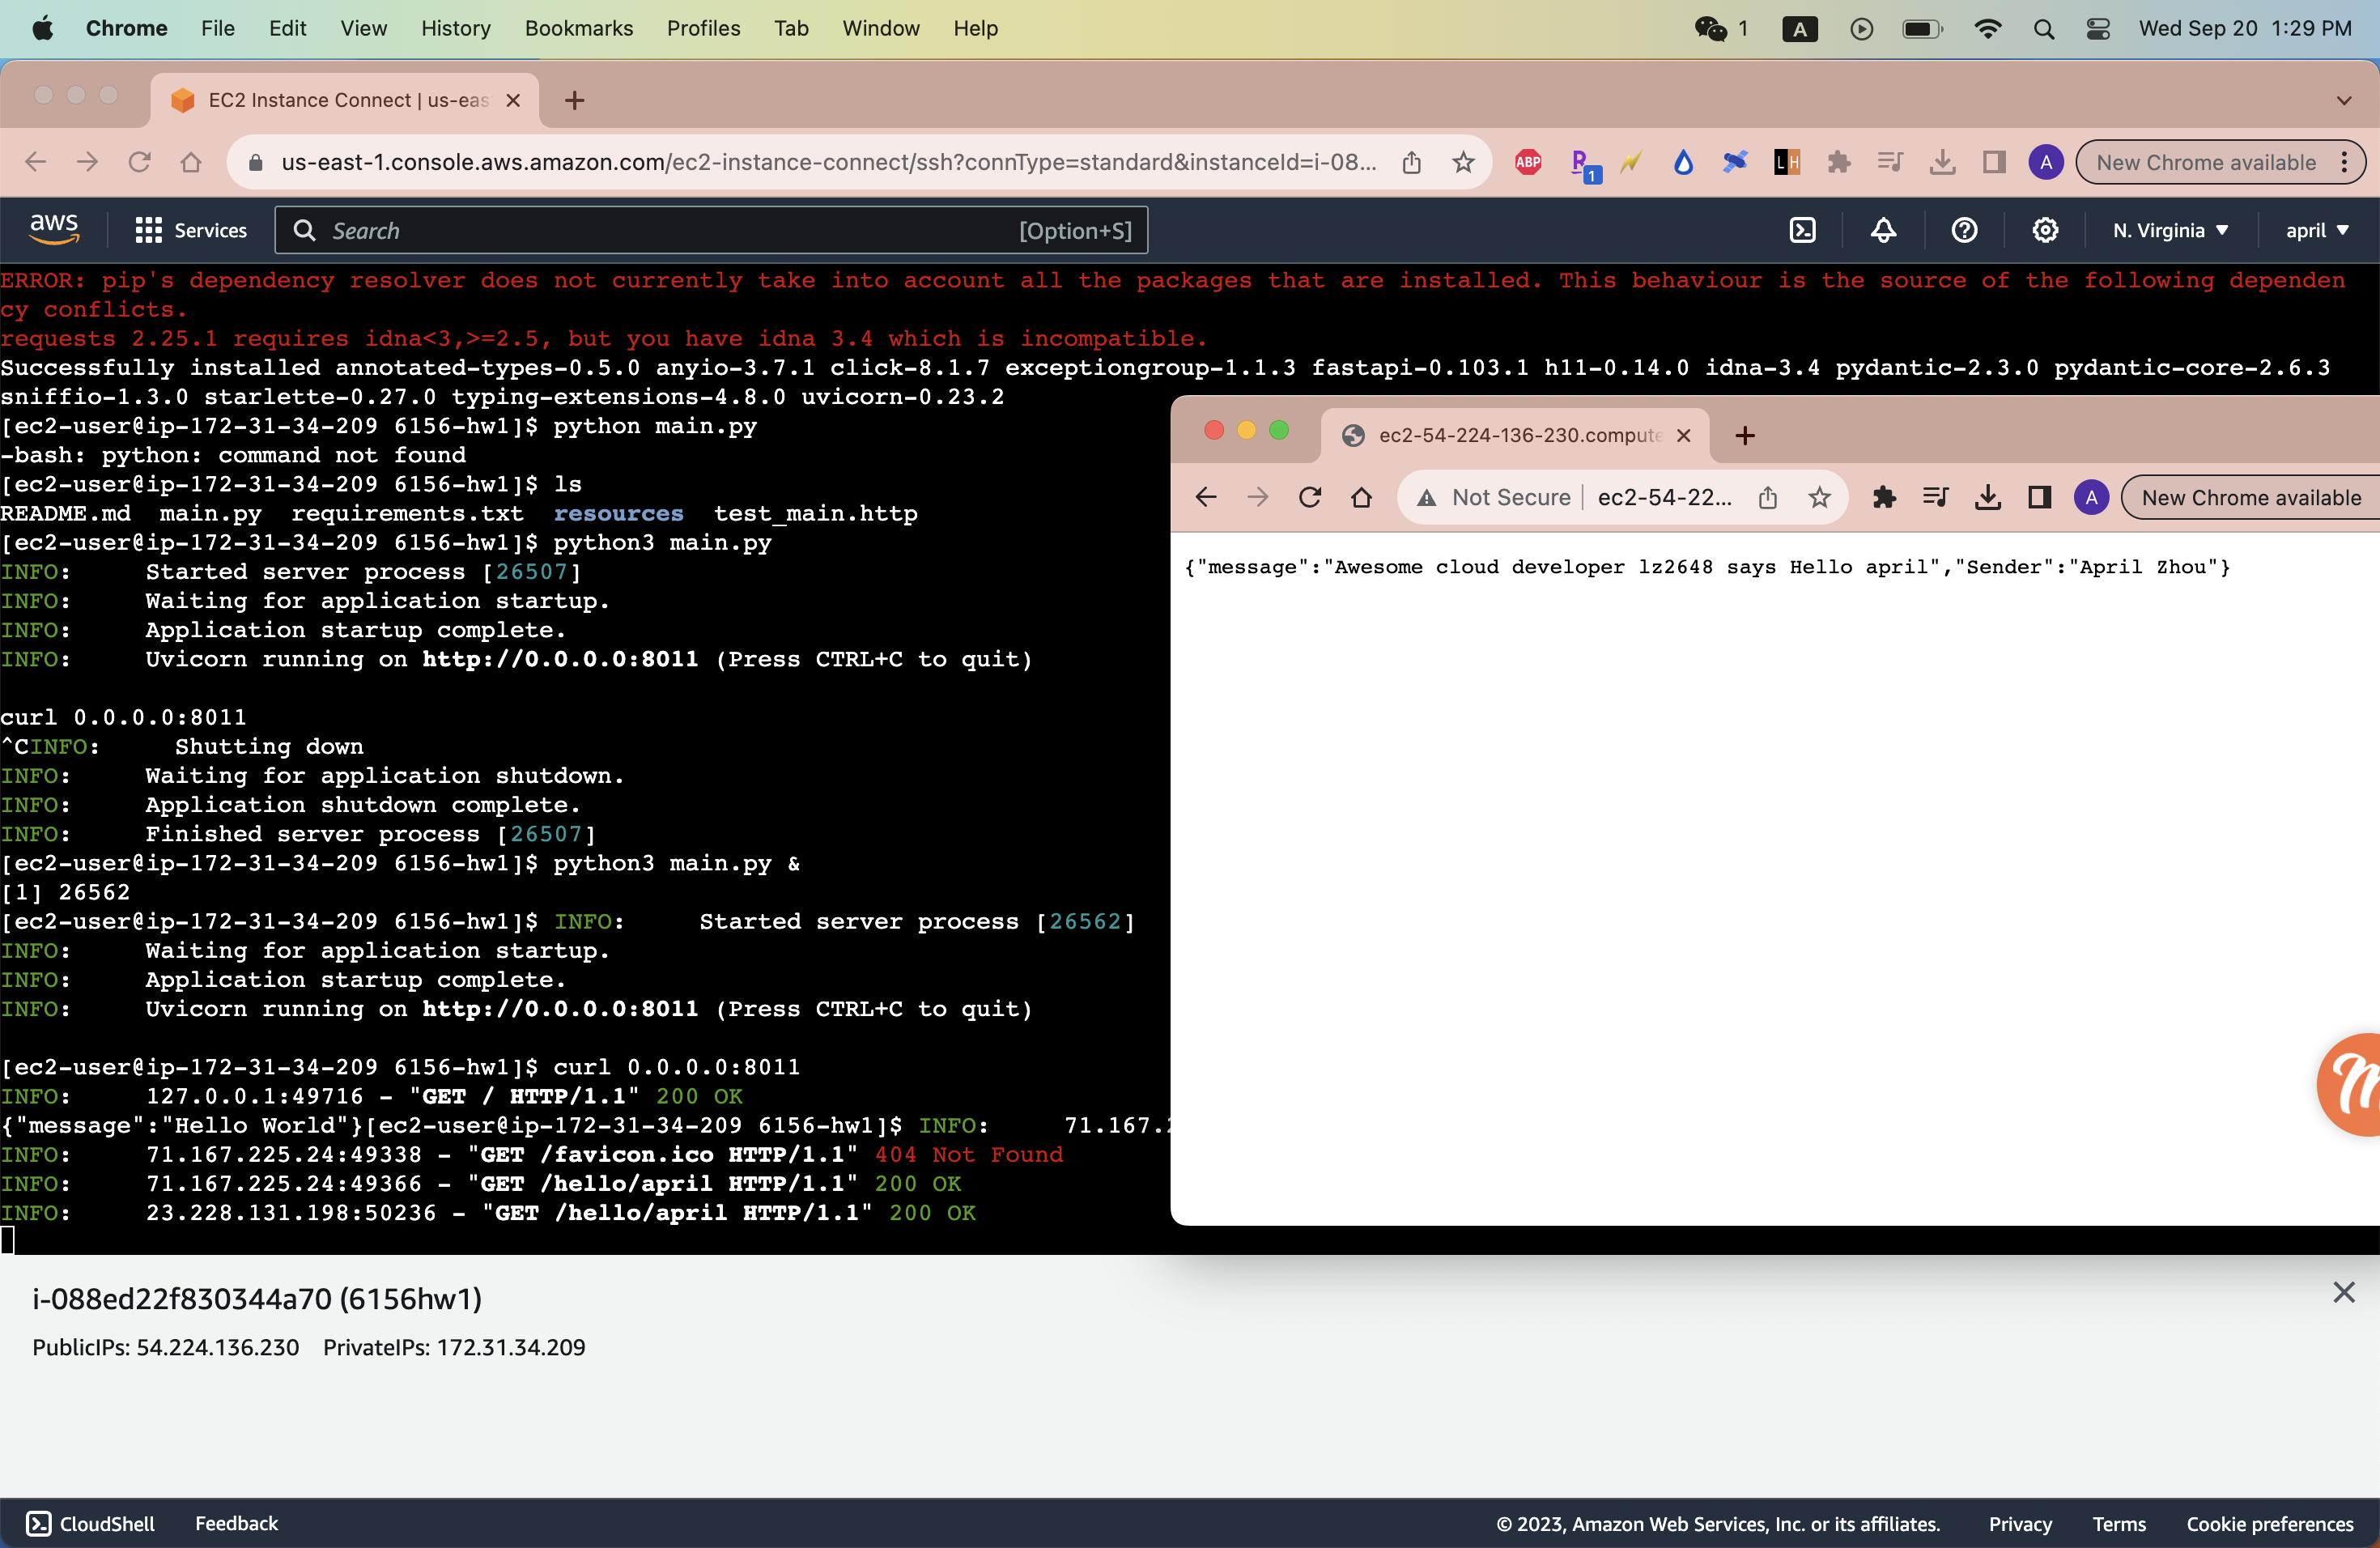 Chrome File Edit View History Bookmarks Profiles Tab Window Help 1 A Wed Sep 20 1:29 PM
EC2 Instance Connect | us-eas
us-east-1.console.aws.amazon.com/ec2-instance-connect/ssh?connType=standard&instanceId=i-08... ABP 1 LH A New Chrome available
aws Services Search [Option+S] N. Virginia april
ERROR: pip's dependency resolver does not currently take into account all the packages that are installed. This behaviour is the source of the following dependen
cy conflicts.
requests 2.25.1 requires idna<3,>=2.5, but you have idna 3.4 which is incompatible.
Successfully installed annotated-types-0.5.0 anyio-3.7.1 click-8.1.7 exceptiongroup-1.1.3 fastapi-0.103.1 h11-0.14.0 idna-3.4 pydantic-2.3.0 pydantic-core-2.6.3
sniffio-1.3.0 starlette-0.27.0 typing-extensions-4.8.0 uvicorn-0.23.2
[ec2-user@ip-172-31-34-209 6156-hw1]$ python main.py
-bash: python: command not found
[ec2-user@ip-172-31-34-209 6156-hw1]$ ls
README.md main.py requirements.txt resources test_main.http
[ec2-user@ip-172-31-34-209 6156-hw1]$ python3 main.py
INFO: Started server process [26507]
INFO: Waiting for application startup.
INFO: Application startup complete.
INFO: Uvicorn running on http://0.0.0.0:8011 (Press CTRL+C to quit)
curl 0.0.0.0:8011
^CINFO: Shutting down
INFO: Waiting for application shutdown.
INFO: Application shutdown complete.
INFO: Finished server process [26507]
[ec2-user@ip-172-31-34-209 6156-hw1]$ python3 main.py &
[1] 26562
[ec2-user@ip-172-31-34-209 6156-hw1]$ INFO: Started server process [26562]
INFO: Waiting for application startup.
INFO: Application startup complete.
INFO: Uvicorn running on http://0.0.0.0:8011 (Press CTRL+C to quit)
[ec2-user@ip-172-31-34-209 6156-hw1]$ curl 0.0.0.0:8011
INFO: 127.0.0.1:49716 - "GET / HTTP/1.1" 200 OK
{"message":"Hello World"}[ec2-user@ip-172-31-34-209 6156-hw1]$ INFO: 71.167.2
INFO: 71.167.225.24:49338 - "GET /favicon.ico HTTP/1.1" 404 Not Found
INFO: 71.167.225.24:49366 - "GET /hello/april HTTP/1.1" 200 OK
INFO: 23.228.131.198:50236 - "GET /hello/april HTTP/1.1" 200 OK
ec2-54-224-136-230.compute
Not Secure ec2-54-22... A New Chrome available
{"message":"Awesome cloud developer lz2648 says Hello april","Sender":"April Zhou"}
i-088ed22f830344a70 (6156hw1)
PublicIPs: 54.224.136.230 PrivateIPs: 172.31.34.209
CloudShell Feedback © 2023, Amazon Web Services, Inc. or its affiliates. Privacy Terms Cookie preferences